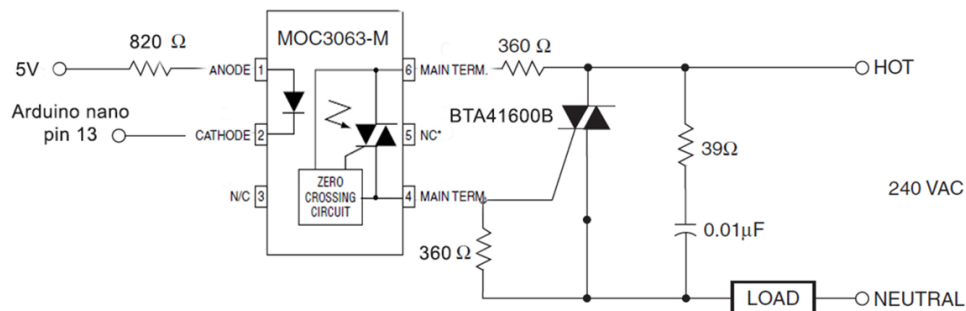 820 Ω
MOC3063-M
360 Ω
5V
ANODE 1
6 MAIN TERM.
HOT
Arduino nano
pin 13
BTA41600B
CATHODE 2
5 NC*
39Ω
N/C 3
ZERO
CROSSING
CIRCUIT
4 MAIN TERM.
240 VAC
360 Ω
0.01μF
LOAD
NEUTRAL